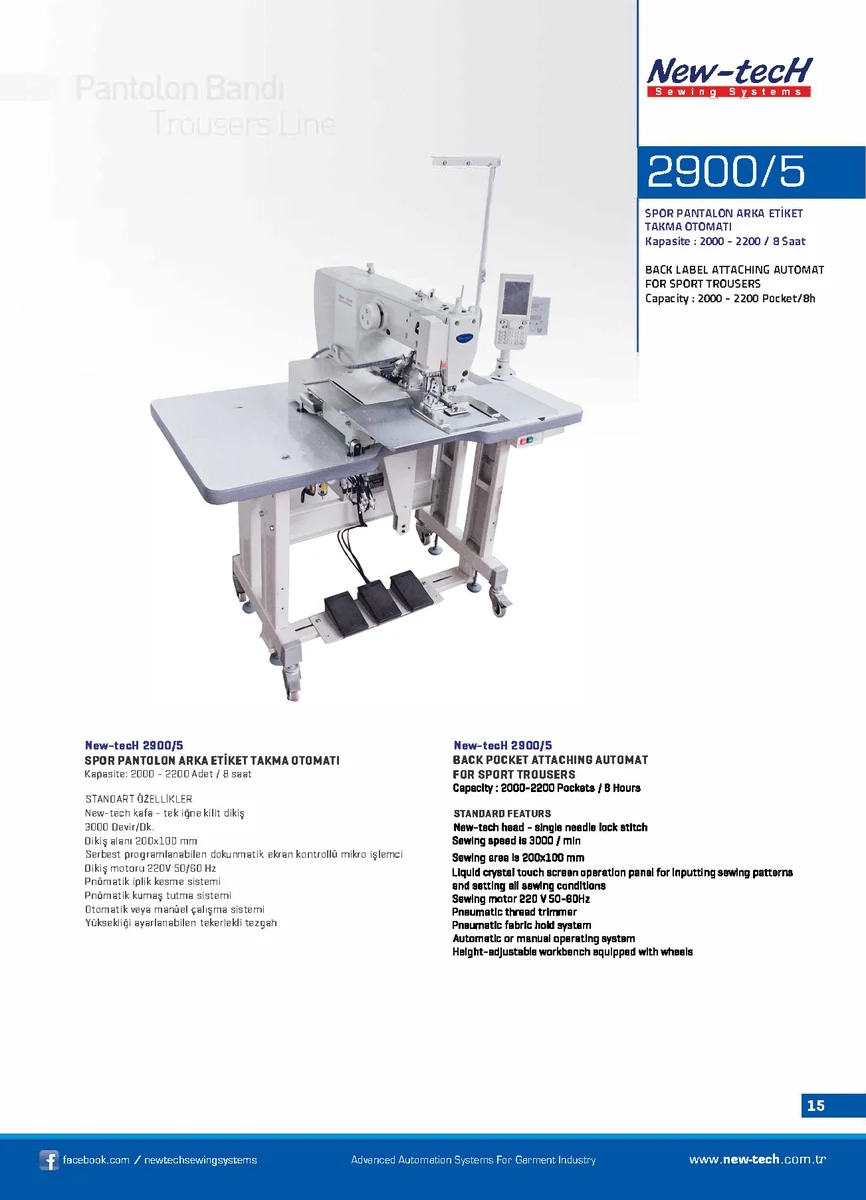 Pantolon Bandı
Trousers Line
New-tecH
Sewing Systems
2900/5
SPOR PANTALON ARKA ETİKET
TAKMA OTOMATI
Kapasite : 2000 - 2200 / 8 Saat
BACK LABEL ATTACHING AUTOMAT
FOR SPORT TROUSERS
Capacity : 2000 - 2200 Pocket/8h
New-tecH 2900/5
SPOR PANTOLON ARKA ETİKET TAKMA OTOMATI
Kapasite: 2000 - 2200 Adet / 8 saat
STANDART ÖZELLİKLER
New-tech kafa - tek iğne kilit dikiş
3000 Devir/Dk.
Dikiş alanı 200x100 mm
Serbest programlanabilen dokunmatik ekran kontrollü mikro işlemci
Dikiş motoru 220V 50/60 Hz
Pnömatik iplik kesme sistemi
Pnömatik kumaş tutma sistemi
Otomatik veya manüel çalışma sistemi
Yüksekliği ayarlanabilen tekerlekli tezgah
New-tecH 2900/5
BACK POCKET ATTACHING AUTOMAT
FOR SPORT TROUSERS
Capacity : 2000-2200 Pockets / 8 Hours
STANDARD FEATURS
New-tech head - single needle lock stitch
Sewing speed is 3000 / min
Sewing area is 200x100 mm
Liquid crystal touch screen operation panel for inputting sewing patterns
and setting all sewing conditions
Sewing motor 220 V 50-60Hz
Pneumatic thread trimmer
Pneumatic fabric hold system
Automatic or manual operating system
Height-adjustable workbench equipped with wheels
15
facebook.com / newtechsewingsystems
Advanced Automation Systems For Garment Industry
www.new-tech.com.tr